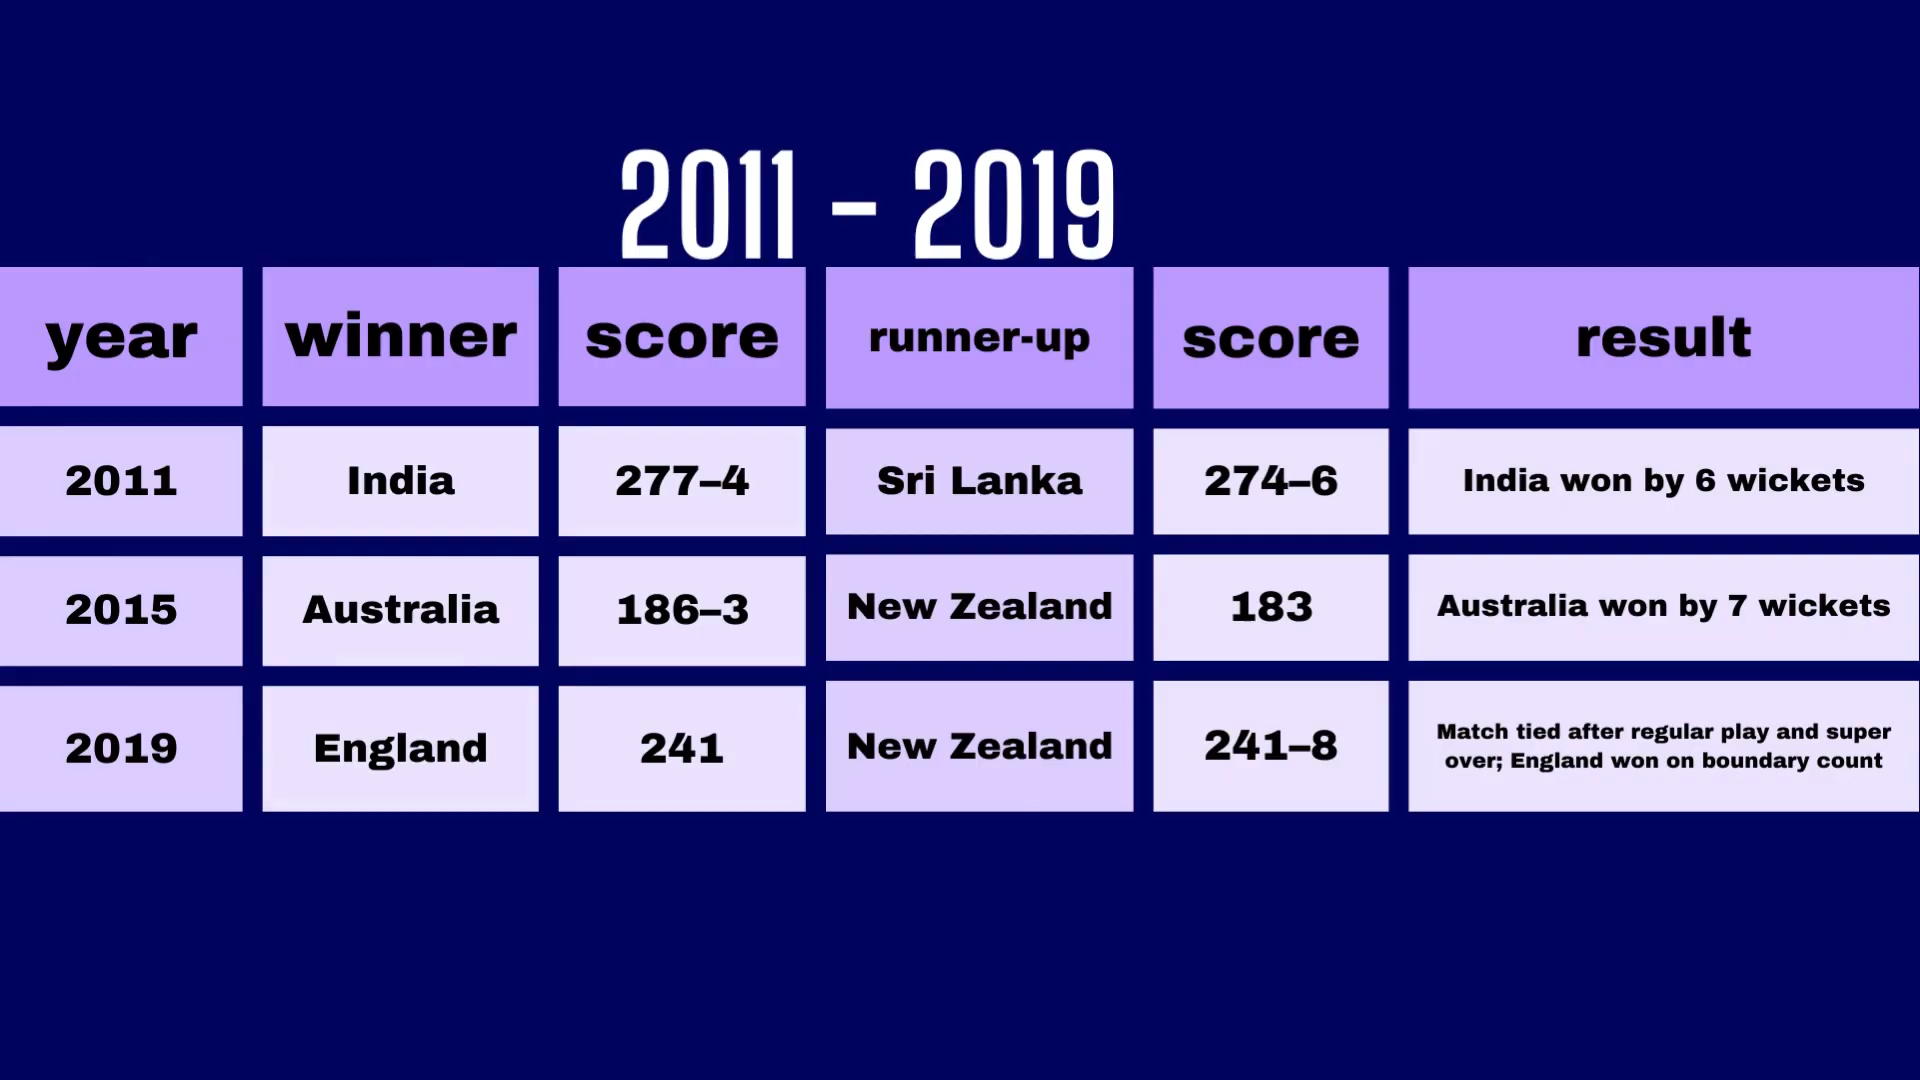 2011 – 2019
year winner score runner-up score result
2011 India 277–4 Sri Lanka 274–6 India won by 6 wickets
2015 Australia 186–3 New Zealand 183 Australia won by 7 wickets
2019 England 241 New Zealand 241–8 Match tied after regular play and super
over; England won on boundary count